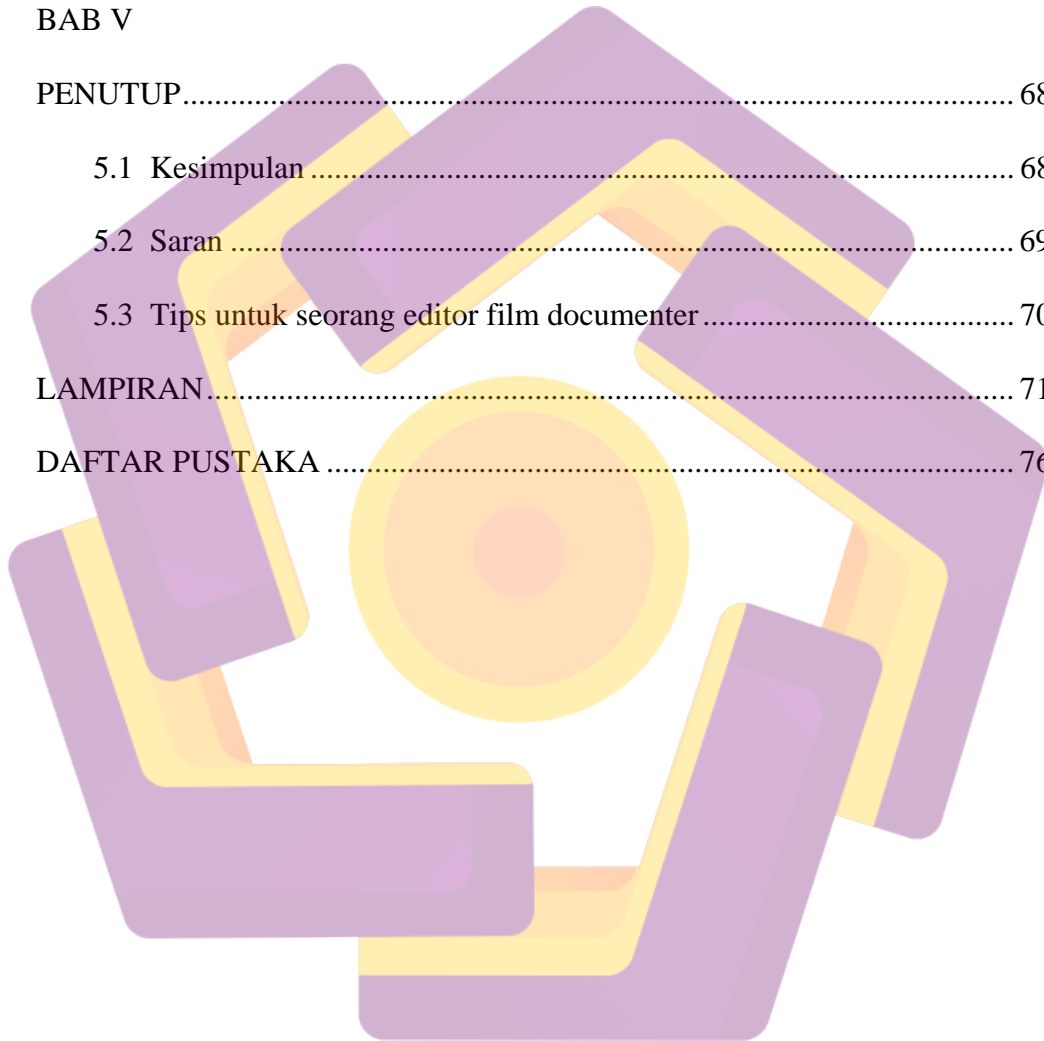 BAB V
PENUTUP........................................................................................................ 68
5.1 Kesimpulan ........................................................................................ 68
5.2 Saran .................................................................................................. 69
5.3 Tips untuk seorang editor film documenter ....................................... 70
LAMPIRAN..................................................................................................... 71
DAFTAR PUSTAKA ...................................................................................... 76